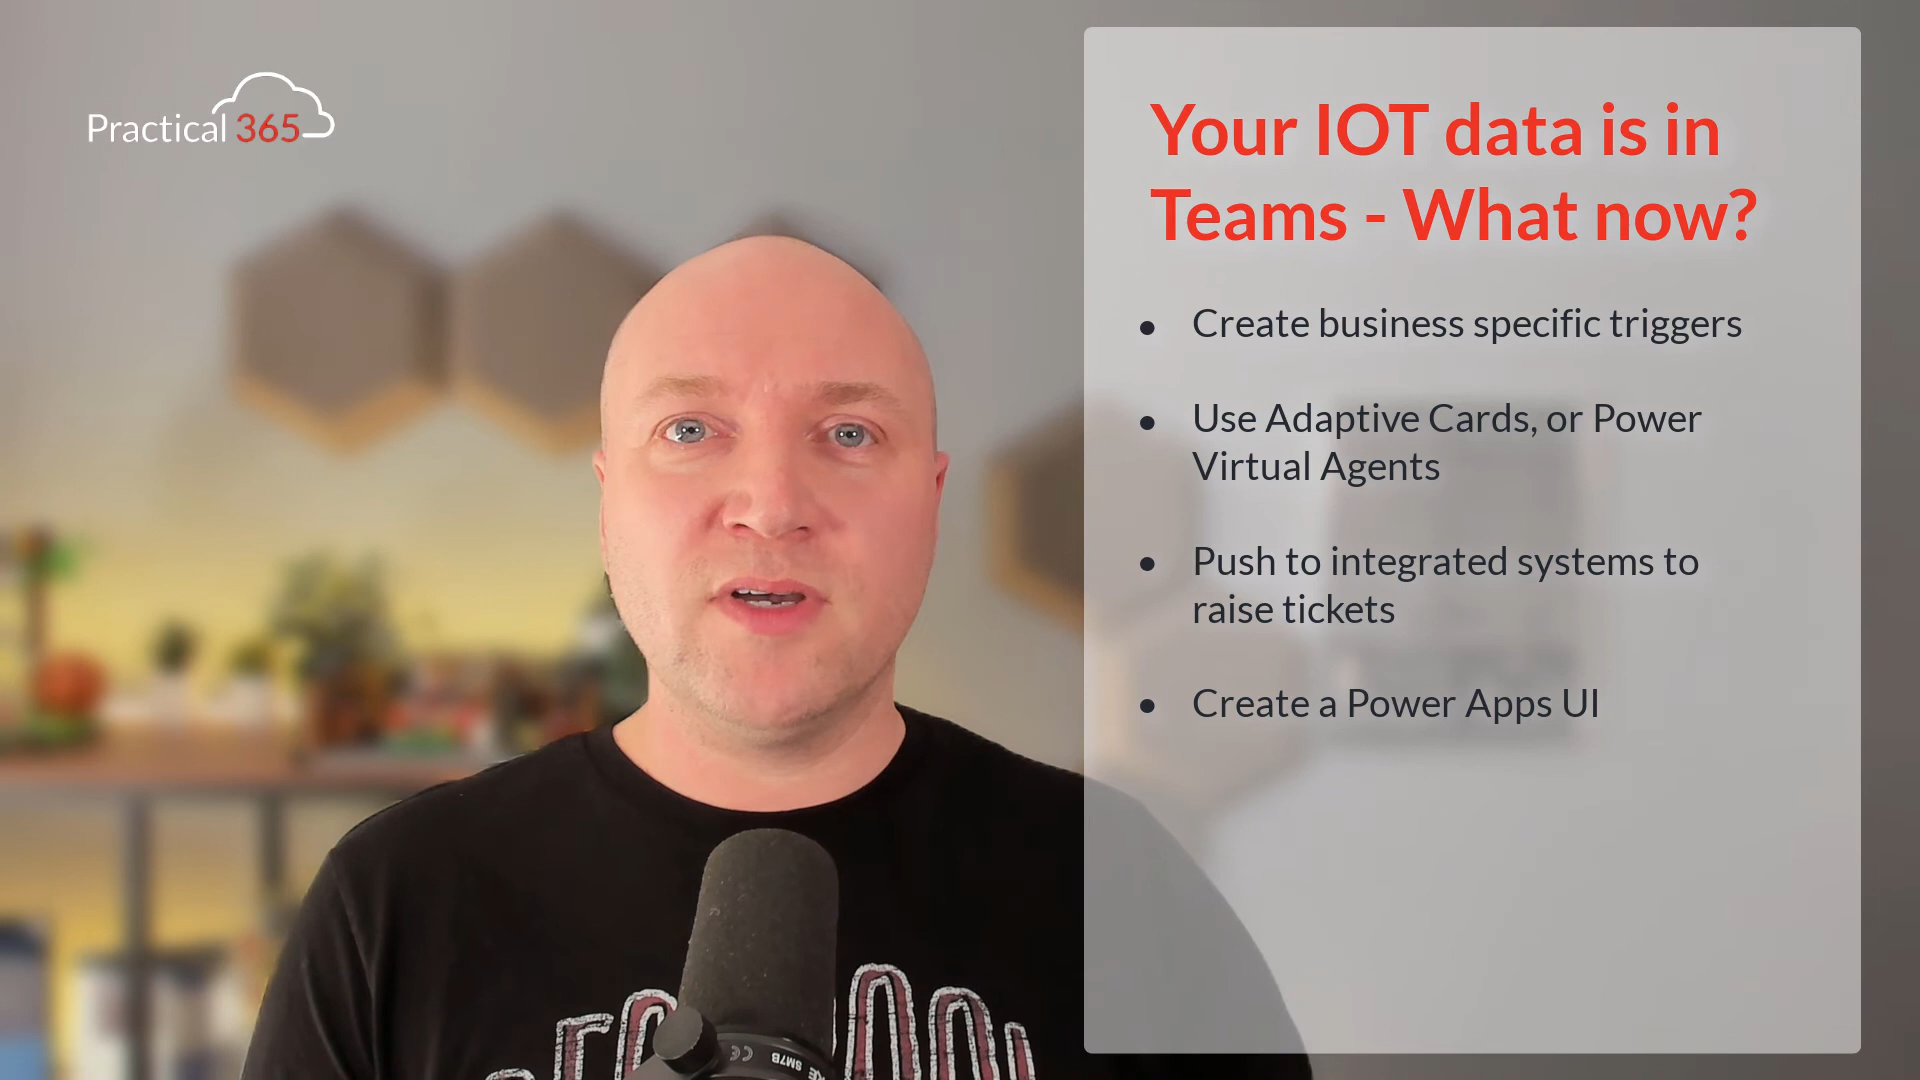 Practical 365
Your IOT data is in
Teams - What now?
• Create business specific triggers
• Use Adaptive Cards, or Power
Virtual Agents
• Push to integrated systems to
raise tickets
• Create a Power Apps UI
SM7B